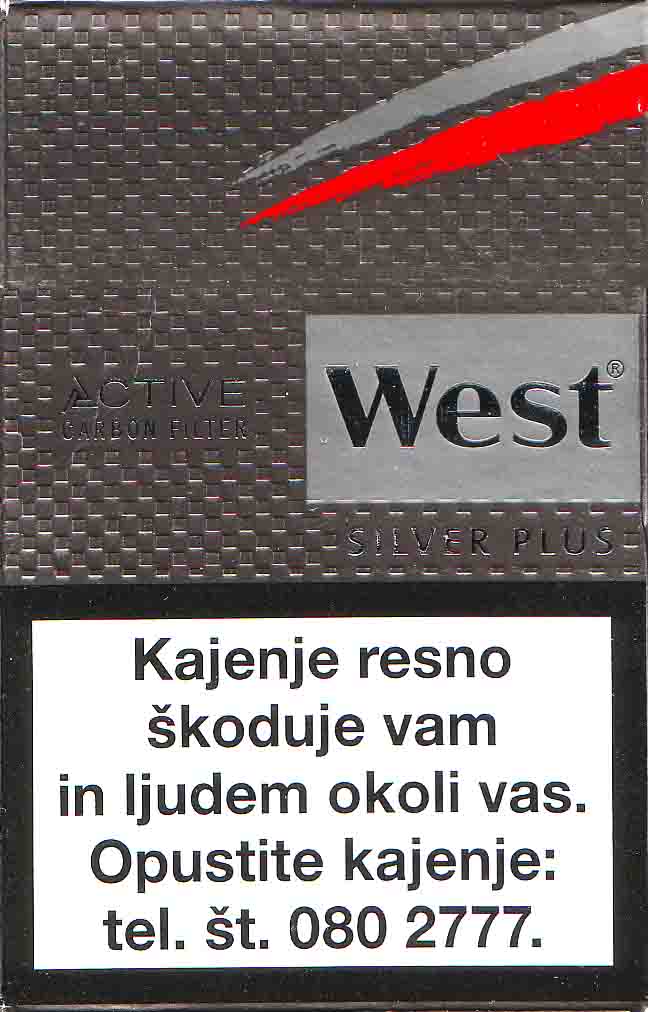 ACTIVE
CARBON FILTER
West®
SILVER PLUS
Kajenje resno
škoduje vam
in ljudem okoli vas.
Opustite kajenje:
tel. št. 080 2777.